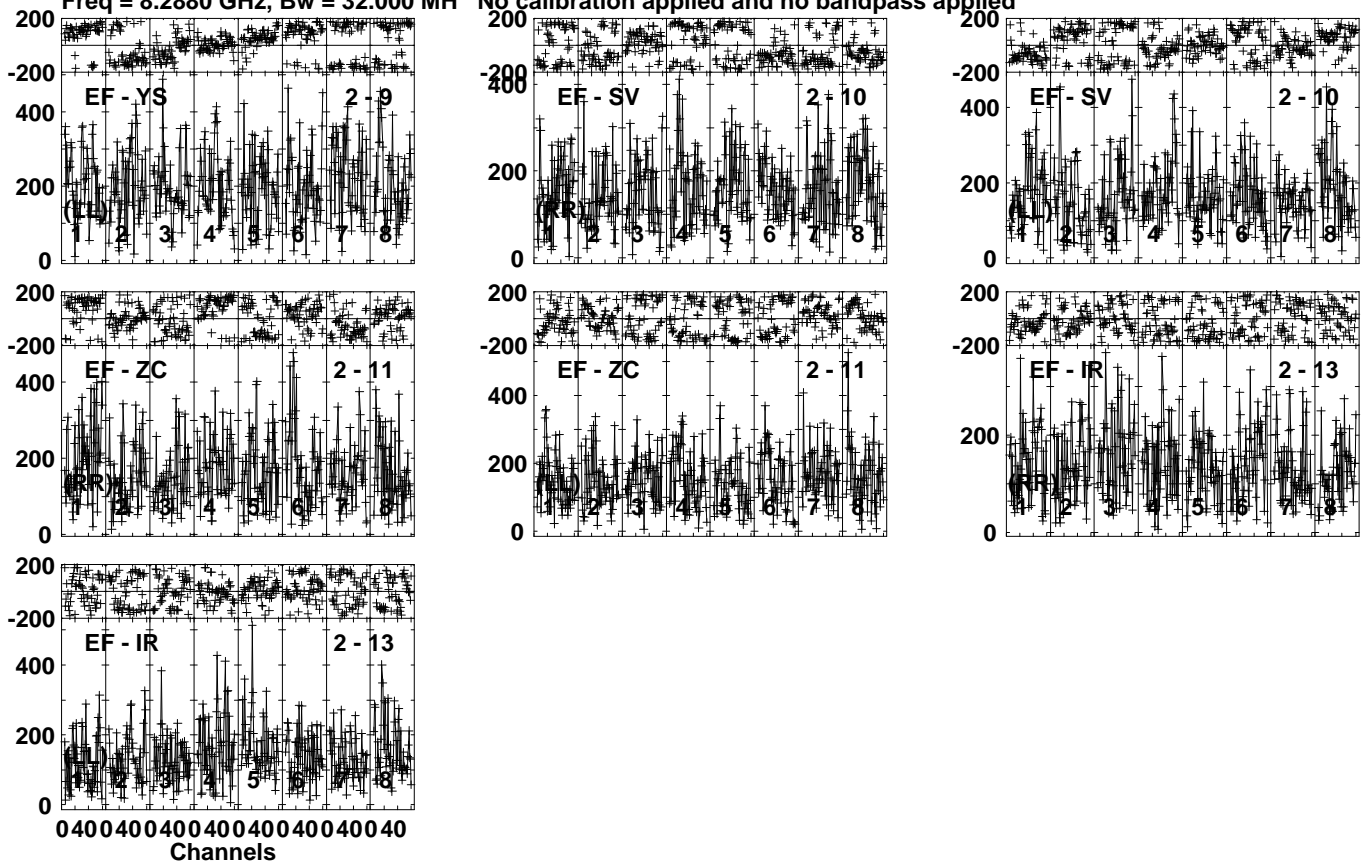 Freq = 8.2880 GHz, Bw = 32.000 MH No calibration applied and no bandpass applied
200
-200
EF - YS 2 - 9
400
200
(LL)
1 2 3 4 5 6 7 8
0
200
-200
EF - SV 2 - 10
400
200
(RR)
1 2 3 4 5 6 7 8
0
200
-200
EF - SV 2 - 10
400
200
(LL)
1 2 3 4 5 6 7 8
0
200
-200
EF - ZC 2 - 11
400
200
(RR)
1 2 3 4 5 6 7 8
0
200
-200
EF - ZC 2 - 11
400
200
(LL)
1 2 3 4 5 6 7 8
0
200
-200
EF - IR 2 - 13
200
(RR)
1 2 3 4 5 6 7 8
0
200
-200
EF - IR 2 - 13
400
200
(LL)
1 2 3 4 5 6 7 8
0
0 40 0 40 0 40 0 40 0 40 0 40 0 40 0 40
Channels